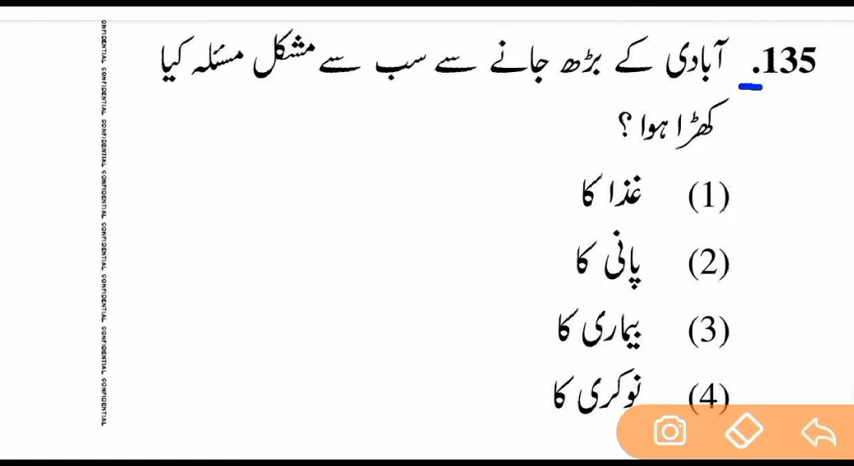 135. آبادی کے بڑھ جانے سے سب سے مشکل مسئلہ کیا
کھڑا ہوا ؟
(1) غذا کا
(2) پانی کا
(3) بیماری کا
(4) نوکری کا
CONFIDENTIAL CONFIDENTIAL CONFIDENTIAL CONFIDENTIAL CONFIDENTIAL CONFIDENTIAL CONFIDENTIAL CONFIDENTIAL